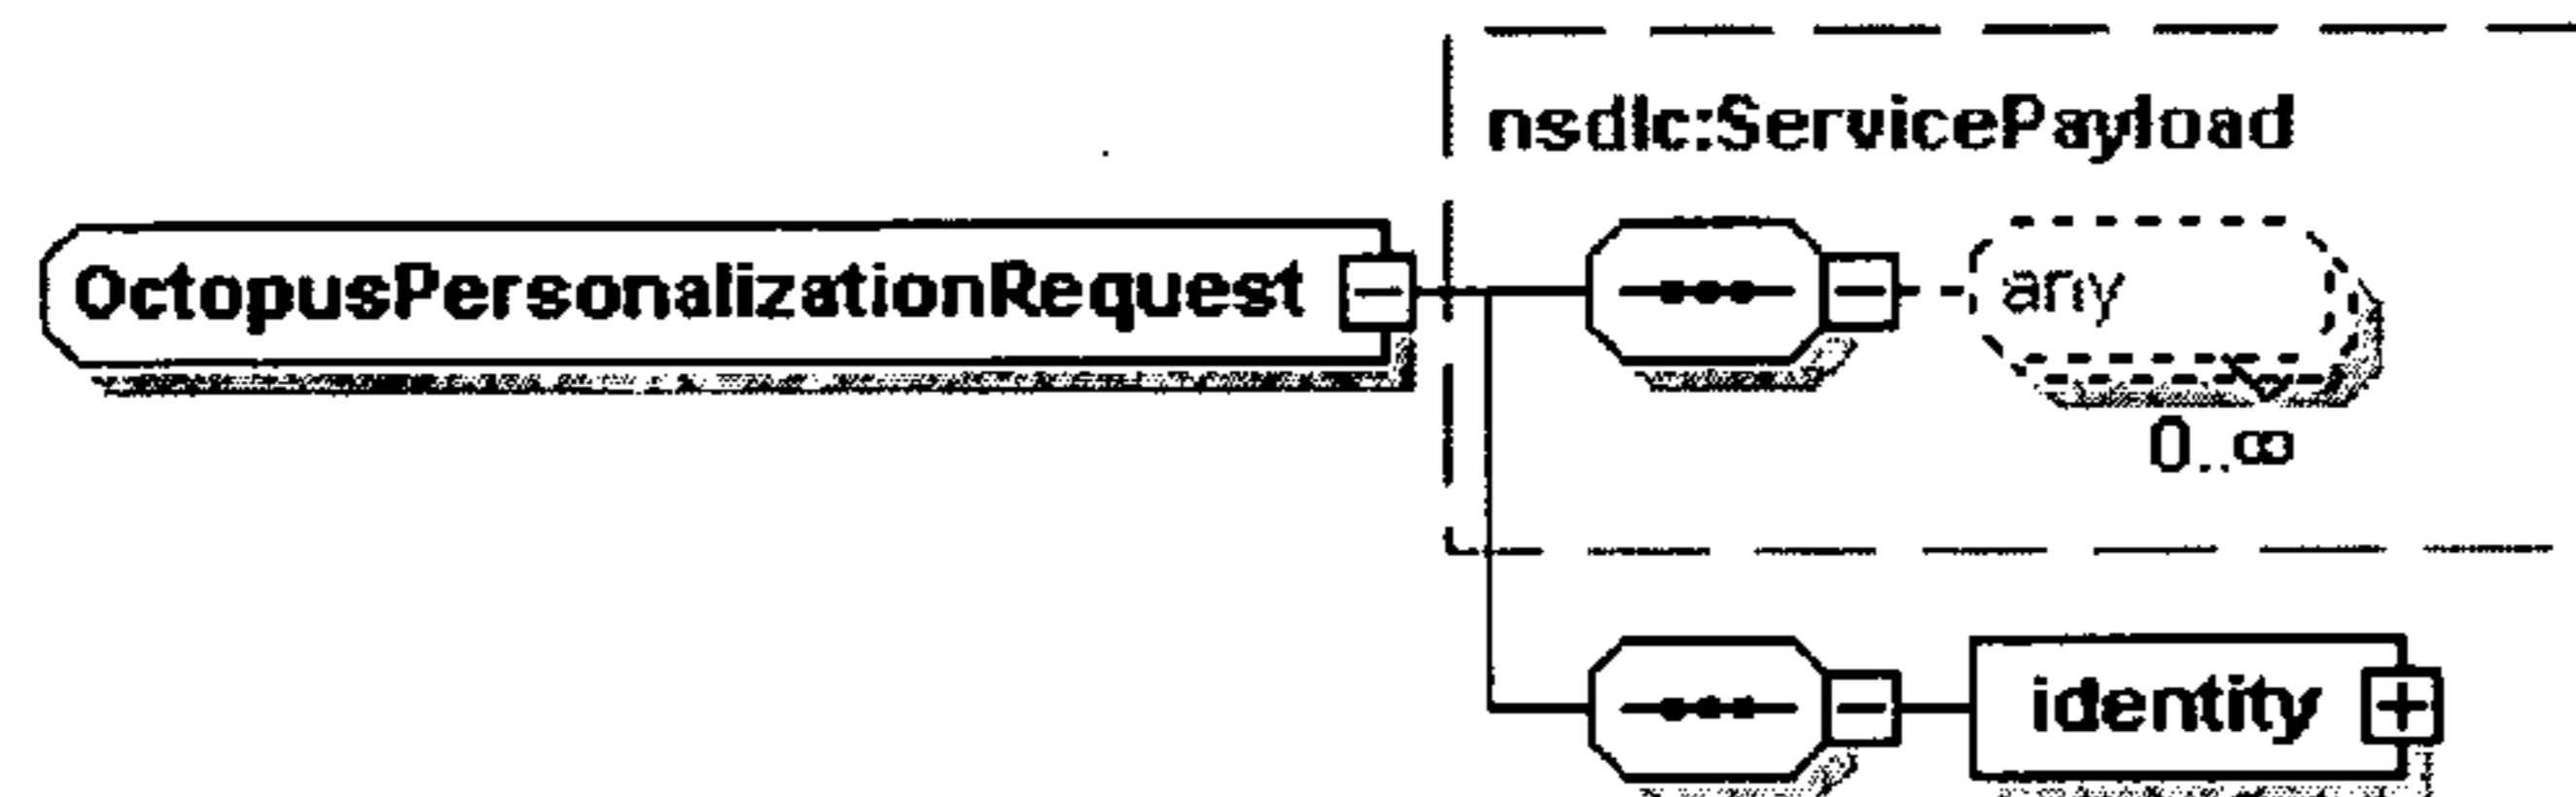 nsdlc:ServicePayload
OctopusPersonalizationRequest
any
0..∞
identity